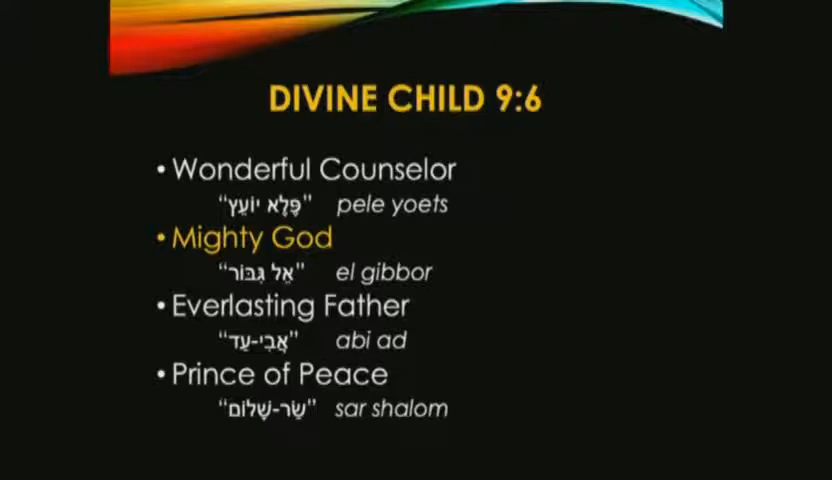 DIVINE CHILD 9:6
• Wonderful Counselor
"פֶּלֶא יוֹעֵץ" pele yoets
• Mighty God
"אֵל גִּבּוֹר" el gibbor
• Everlasting Father
"אֲבִי-עַד" abi ad
• Prince of Peace
"שַׂר-שָׁלוֹם" sar shalom